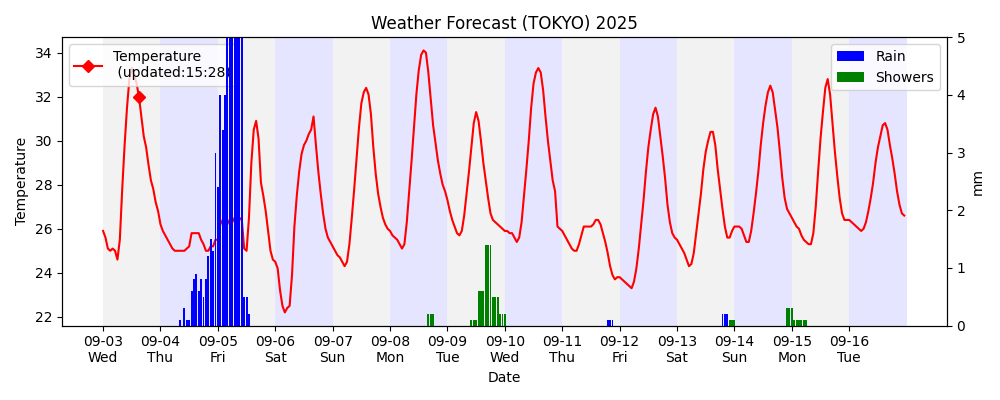 Weather Forecast (TOKYO) 2025
Temperature
(updated:15:28)
Rain
Showers
34
32
30
28
26
24
22
Temperature
5
4
3
2
1
0
mm
09-03 09-04 09-05 09-06 09-07 09-08 09-09 09-10 09-11 09-12 09-13 09-14 09-15 09-16
Wed Thu Fri Sat Sun Mon Tue Wed Thu Fri Sat Sun Mon Tue
Date